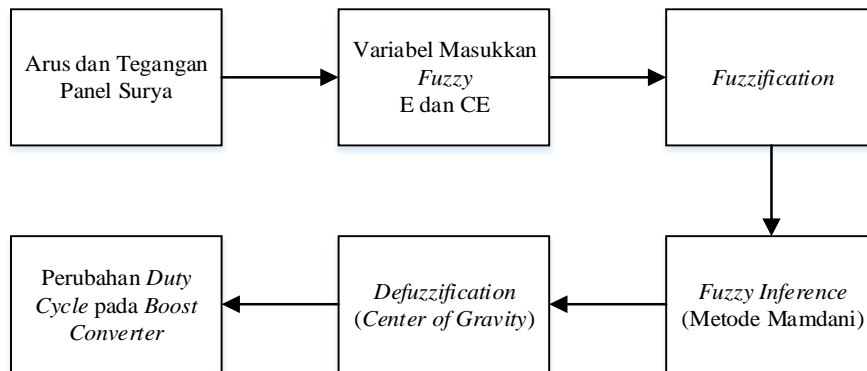 Arus dan Tegangan
Panel Surya
Variabel Masukkan
Fuzzy
E dan CE
Fuzzification
Fuzzy Inference
(Metode Mamdani)
Defuzzification
(Center of Gravity)
Perubahan Duty
Cycle pada Boost
Converter